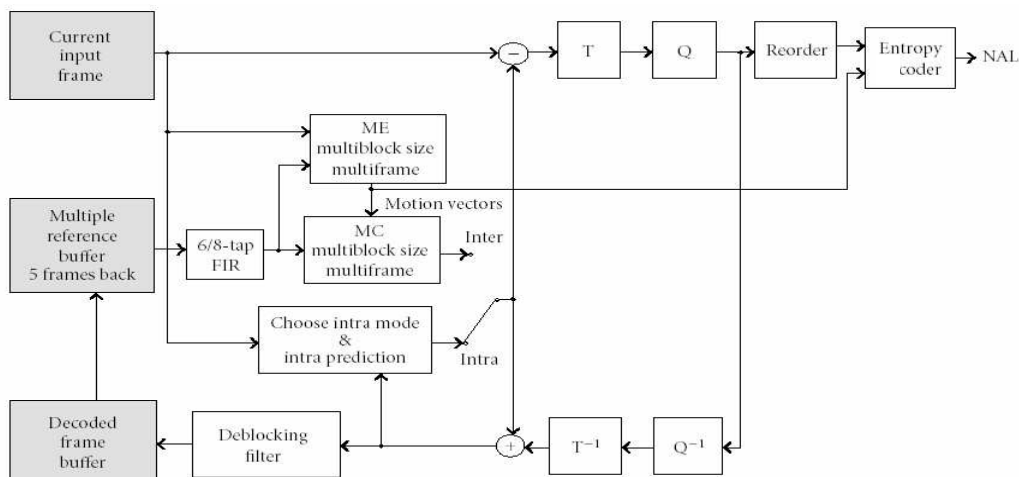 Current
input
frame
−
T
Q
Reorder
Entropy
coder
NAL
ME
multiblock size
multiframe
Motion vectors
Multiple
reference
buffer
5 frames back
6/8-tap
FIR
MC
multiblock size
multiframe
Inter
Choose intra mode
&
intra prediction
Intra
Decoded
frame
buffer
Deblocking
filter
+
T⁻¹
Q⁻¹